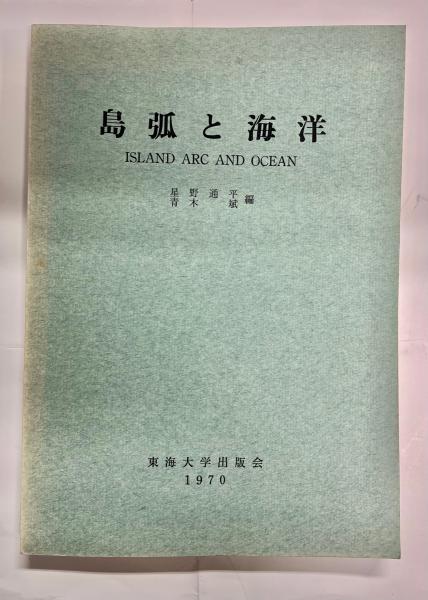 島弧と海洋
ISLAND ARC AND OCEAN
星野通平
青木斌 編
東海大学出版会
1970